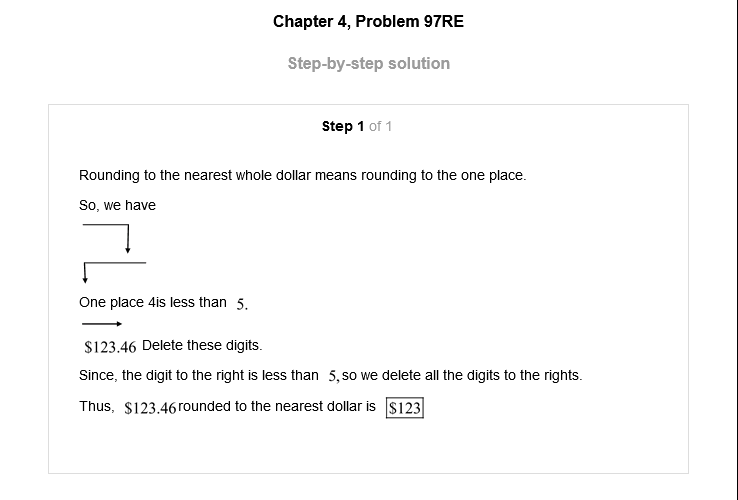 Chapter 4, Problem 97RE
Step-by-step solution
Step 1 of 1
Rounding to the nearest whole dollar means rounding to the one place.
So, we have
One place 4is less than 5.
$123.46 Delete these digits.
Since, the digit to the right is less than 5, so we delete all the digits to the rights.
Thus, $123.46 rounded to the nearest dollar is $123